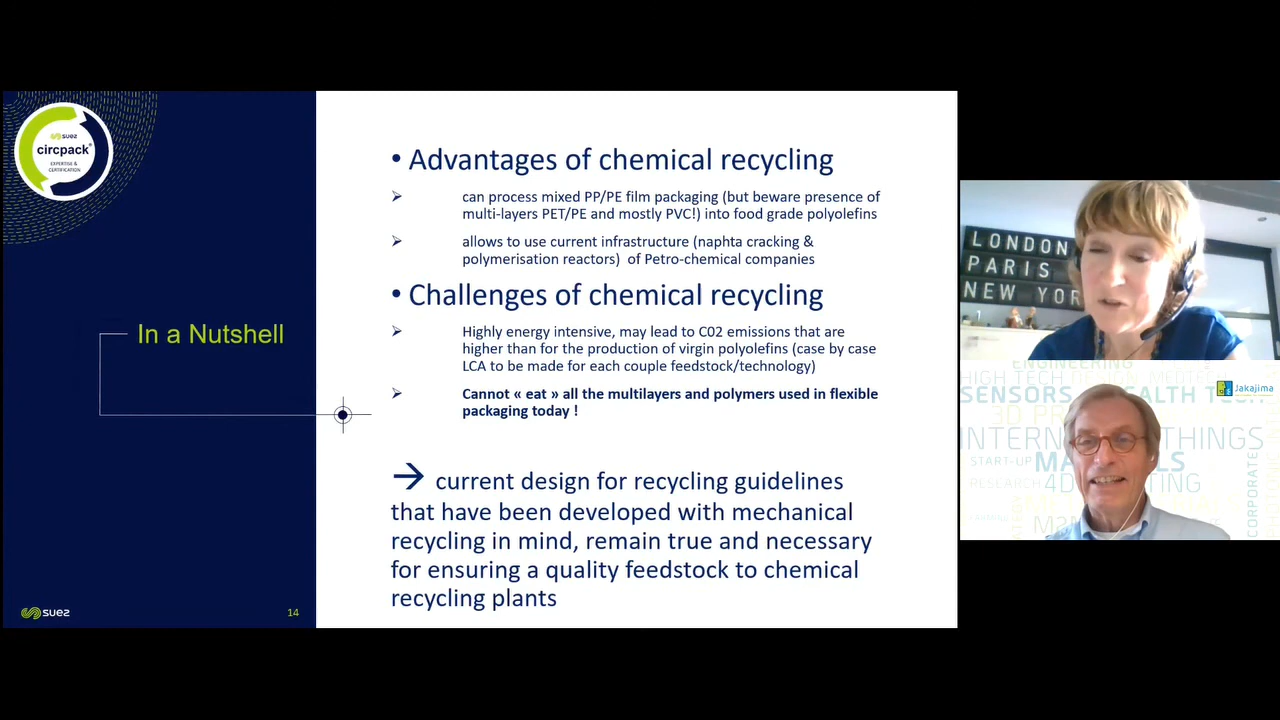 suez
circpack®
EXPERTISE &
CERTIFICATION
In a Nutshell
suez
14
• Advantages of chemical recycling
can process mixed PP/PE film packaging (but beware presence of
multi-layers PET/PE and mostly PVC!) into food grade polyolefins
allows to use current infrastructure (naphta cracking &
polymerisation reactors) of Petro-chemical companies
• Challenges of chemical recycling
Highly energy intensive, may lead to C02 emissions that are
higher than for the production of virgin polyolefins (case by case
LCA to be made for each couple feedstock/technology)
Cannot « eat » all the multilayers and polymers used in flexible
packaging today !
→ current design for recycling guidelines
that have been developed with mechanical
recycling in mind, remain true and necessary
for ensuring a quality feedstock to chemical
recycling plants
LONDON
PARIS
NEW YOR
ENGINEERING
HIGH TECH DESIGN MEDTECH
Jakajima
SENSORS HEALTH TECH
3D PR
INTERN THINGS
START-UP MA LS
RESEARCH 4D TING
CORPORATE
M2M